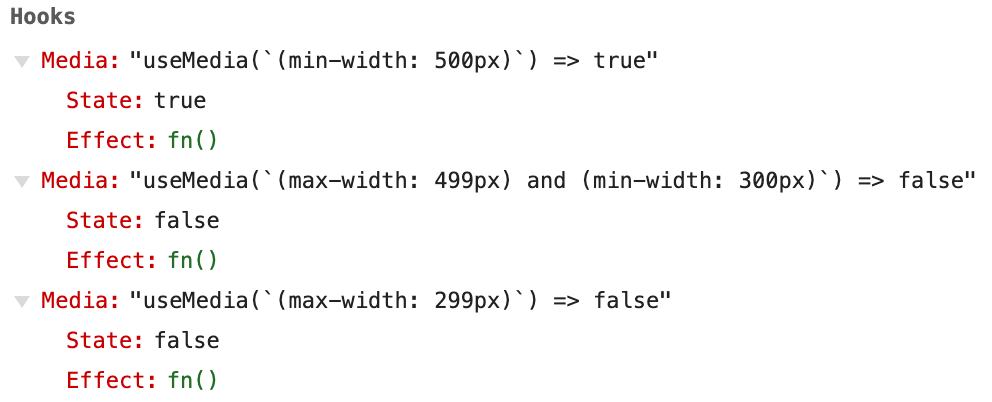 Hooks
Media: "useMedia(`(min-width: 500px)`) => true"
State: true
Effect: fn()
Media: "useMedia(`(max-width: 499px) and (min-width: 300px)`) => false"
State: false
Effect: fn()
Media: "useMedia(`(max-width: 299px)`) => false"
State: false
Effect: fn()